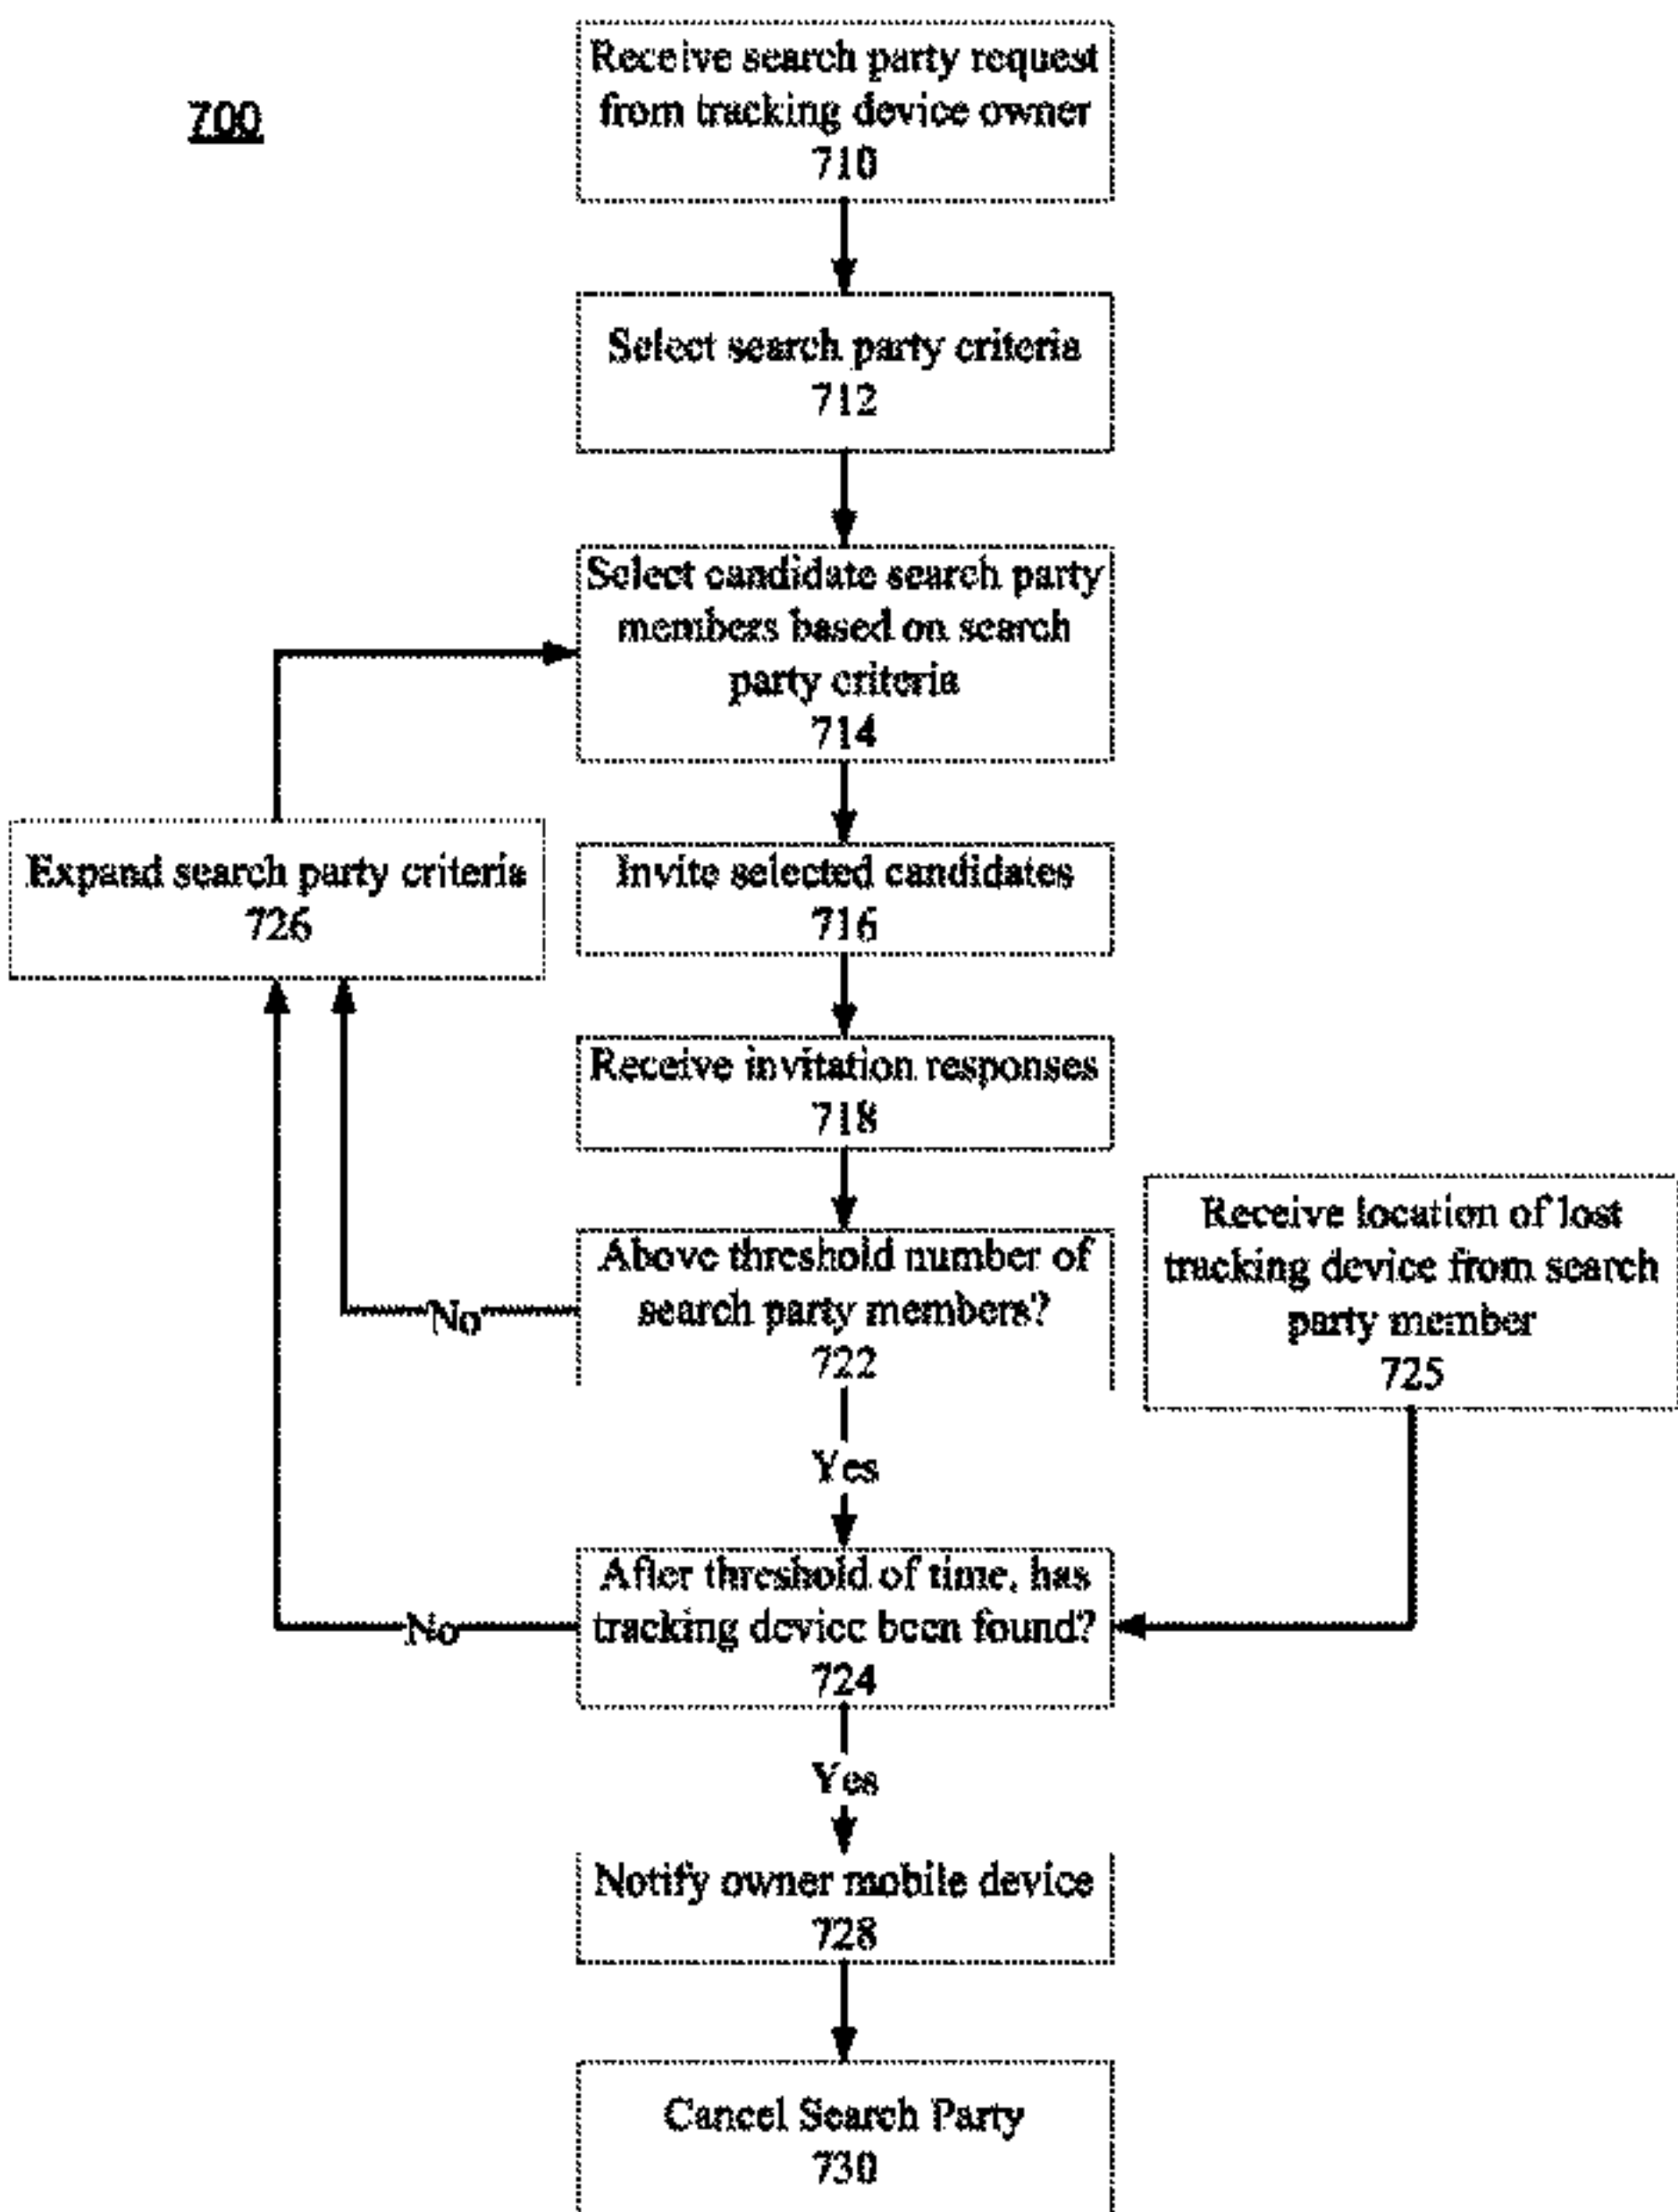 700
Receive search party request
from tracking device owner
710
Select search party criteria
712
Select candidate search party
members based on search
party criteria
714
Expand search party criteria
726
Invite selected candidates
716
Receive invitation responses
718
Above threshold number of
search party members?
722
No
Receive location of lost
tracking device from search
party member
725
Yes
After threshold of time, has
tracking device been found?
724
No
Yes
Notify owner mobile device
728
Cancel Search Party
730